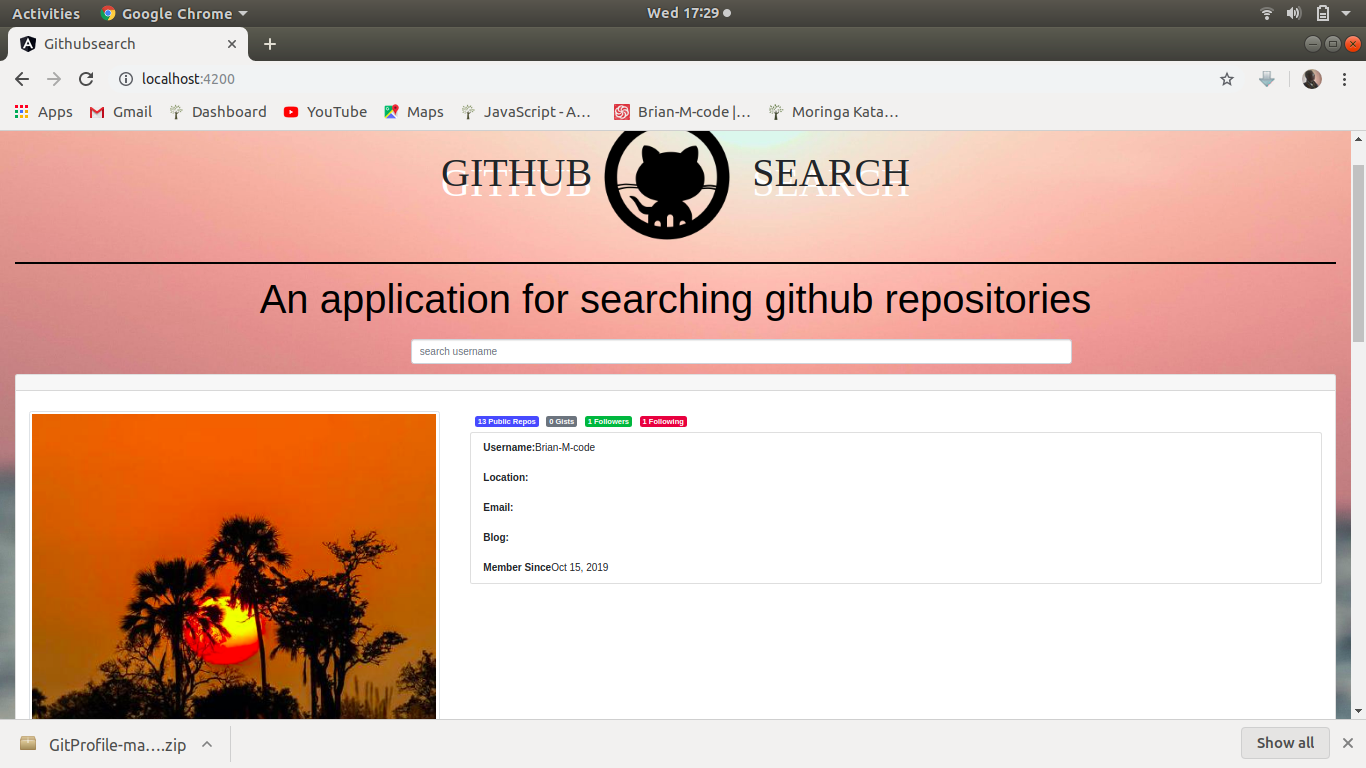 Activities Google Chrome Wed 17:29
Githubsearch
localhost:4200
Apps Gmail Dashboard YouTube Maps JavaScript - A… Brian-M-code |… Moringa Kata…
GITHUB SEARCH
An application for searching github repositories
search username
13 Public Repos 0 Gists 1 Followers 1 Following
Username:Brian-M-code
Location:
Email:
Blog:
Member SinceOct 15, 2019
GitProfile-ma….zip Show all